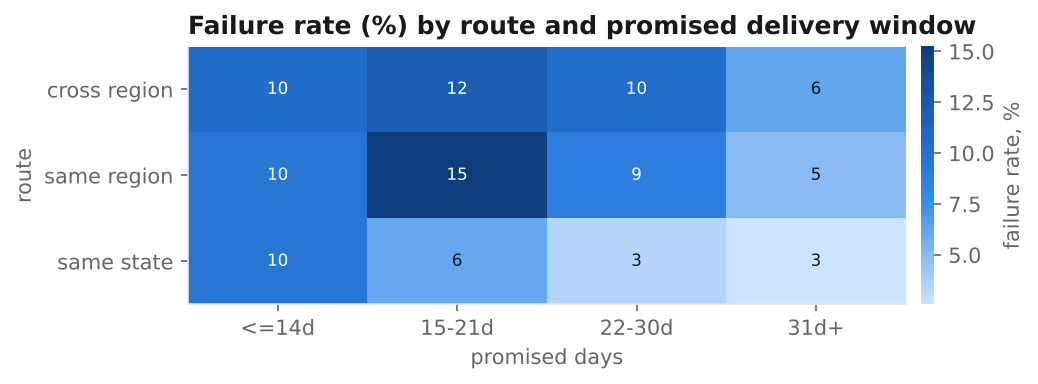 Failure rate (%) by route and promised delivery window
cross region 10 12 10 6
same region 10 15 9 5
same state 10 6 3 3
<=14d 15-21d 22-30d 31d+
promised days
route
15.0
12.5
10.0
7.5
5.0
failure rate, %